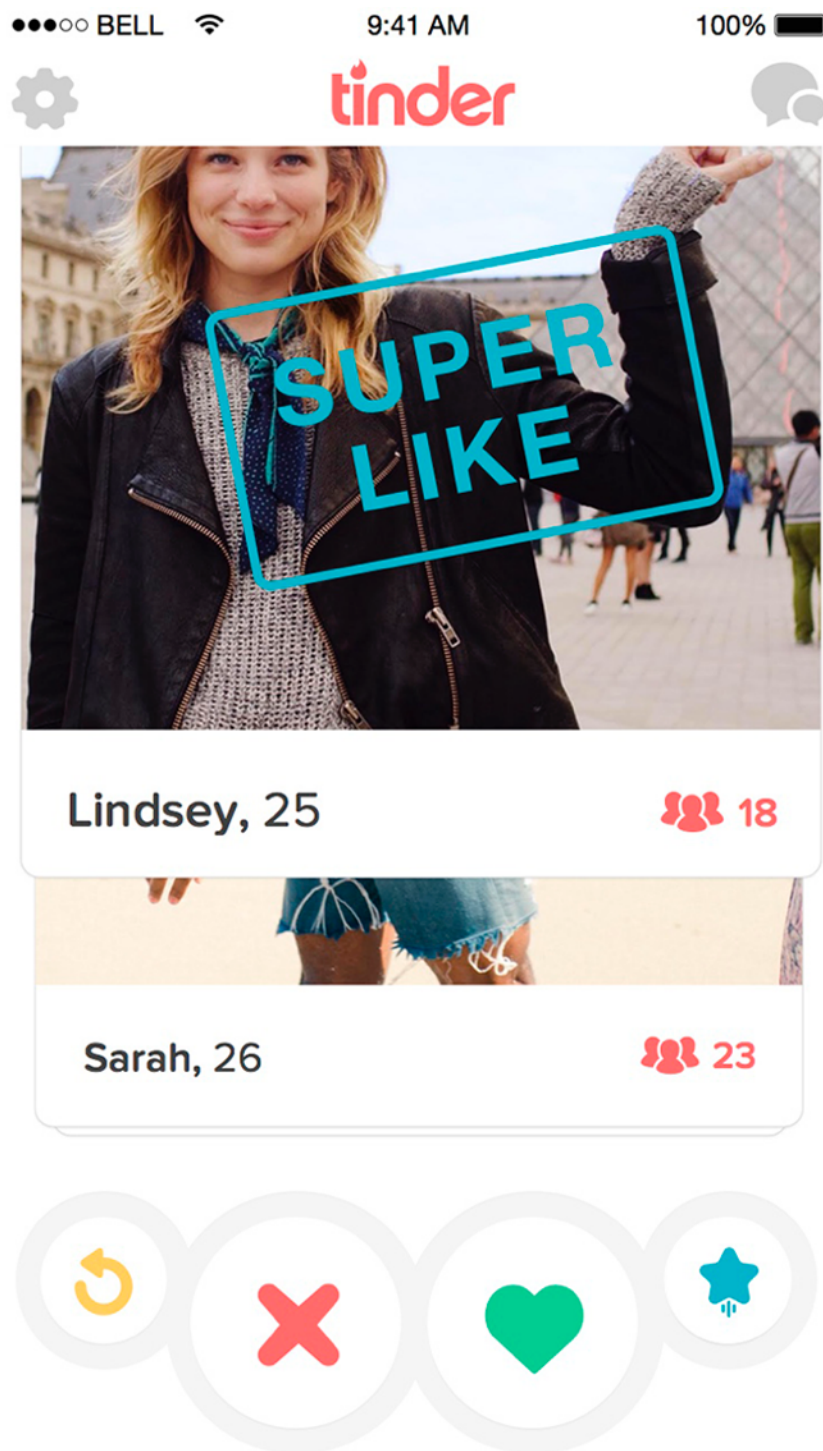 BELL 9:41 AM 100%
tinder
SUPER
LIKE
Lindsey, 25 18
Sarah, 26 23